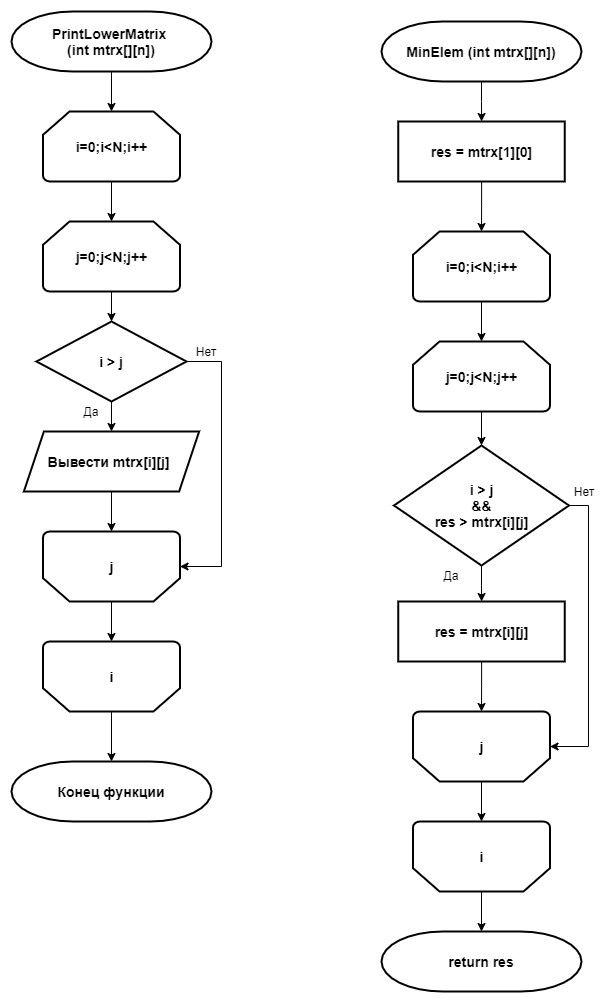 PrintLowerMatrix
(int mtrx[][n])
i=0;i<N;i++
j=0;j<N;j++
i > j
Нет
Да
Вывести mtrx[i][j]
j
i
Конец функции
MinElem (int mtrx[][n])
res = mtrx[1][0]
i=0;i<N;i++
j=0;j<N;j++
i > j
&&
res > mtrx[i][j]
Нет
Да
res = mtrx[i][j]
j
i
return res